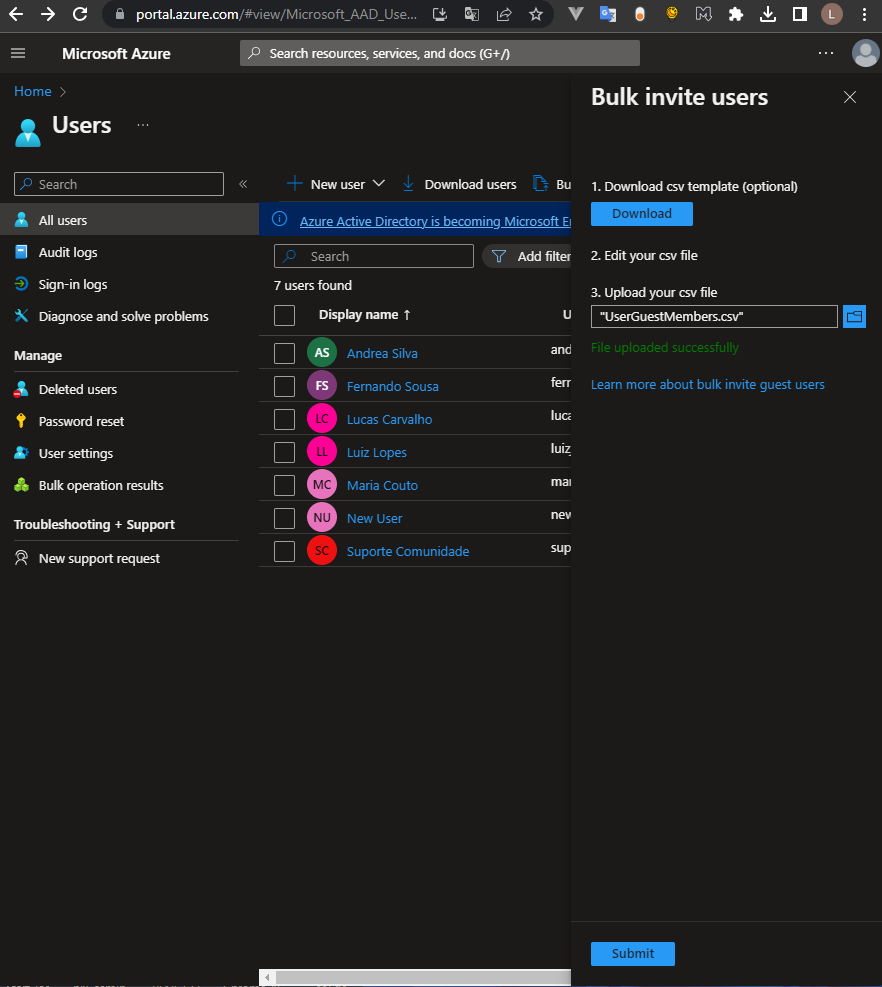 portal.azure.com/#view/Microsoft_AAD_Use...
L
Microsoft Azure
Search resources, services, and docs (G+/)
...
Home
Users
...
Search
«
All users
Audit logs
Sign-in logs
Diagnose and solve problems
Manage
Deleted users
Password reset
User settings
Bulk operation results
Troubleshooting + Support
New support request
New user
Download users
Bu
Azure Active Directory is becoming Microsoft En
Search
Add filter
7 users found
Display name ↑
U
AS Andrea Silva and
FS Fernando Sousa fern
LC Lucas Carvalho luca
LL Luiz Lopes luiz
MC Maria Couto mar
NU New User new
SC Suporte Comunidade sup
Bulk invite users
1. Download csv template (optional)
Download
2. Edit your csv file
3. Upload your csv file
"UserGuestMembers.csv"
File uploaded successfully
Learn more about bulk invite guest users
Submit